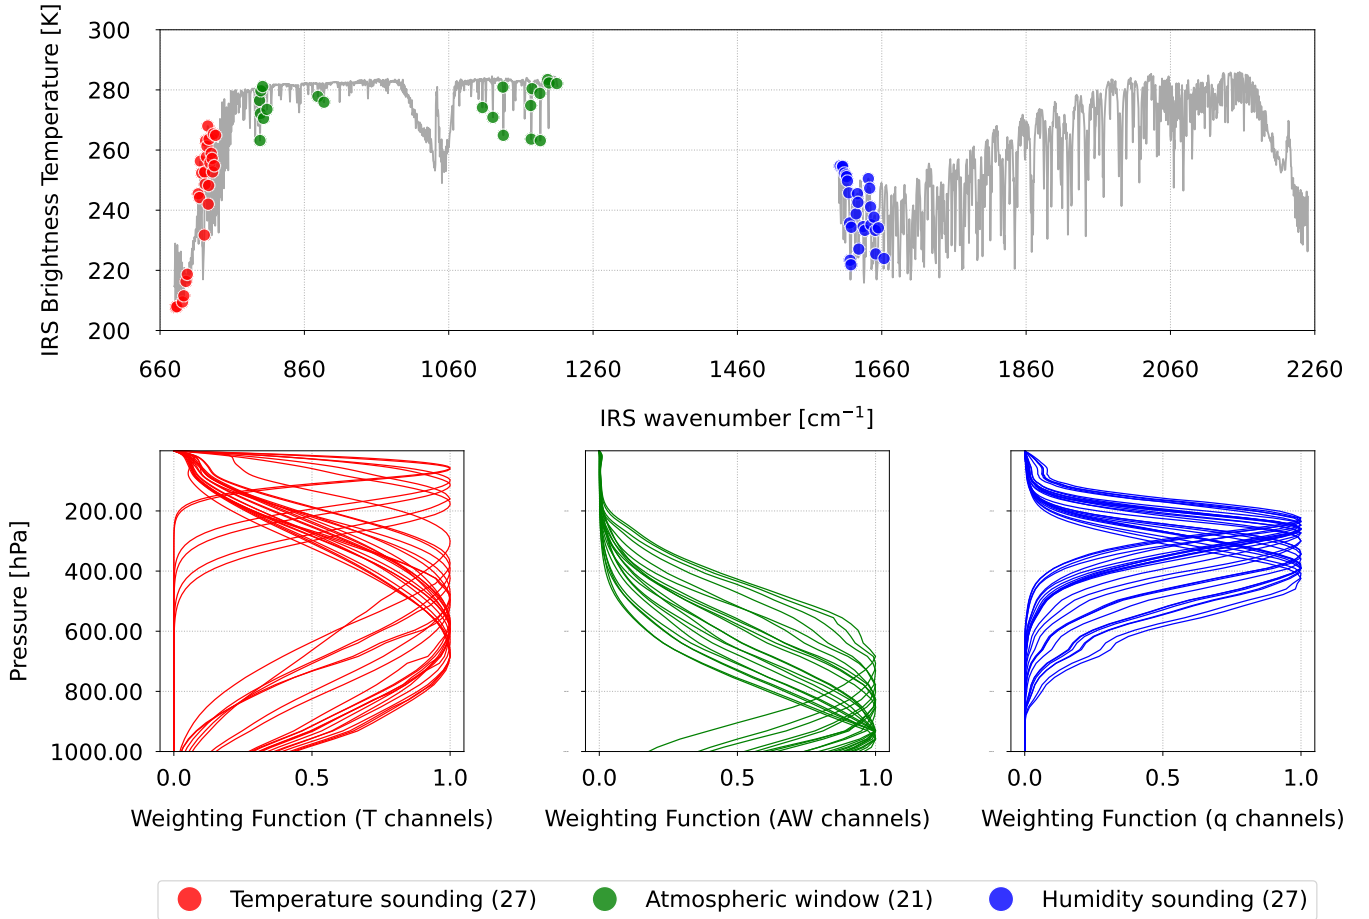 IRS Brightness Temperature [K]
300
280
260
240
220
200
660 860 1060 1260 1460 1660 1860 2060 2260
IRS wavenumber [cm⁻¹]
Pressure [hPa]
200.00
400.00
600.00
800.00
1000.00
0.0 0.5 1.0
Weighting Function (T channels)
0.0 0.5 1.0
Weighting Function (AW channels)
0.0 0.5 1.0
Weighting Function (q channels)
Temperature sounding (27) Atmospheric window (21) Humidity sounding (27)